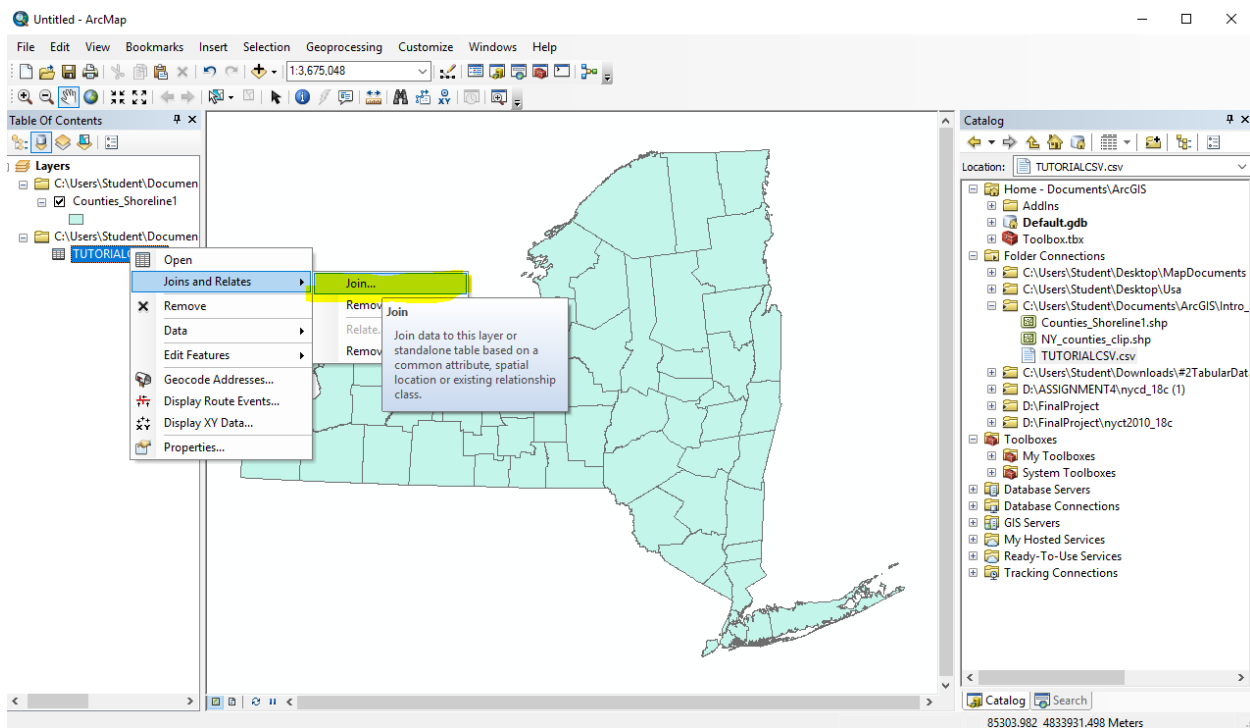 Untitled - ArcMap
File Edit View Bookmarks Insert Selection Geoprocessing Customize Windows Help
1:3,675,048
Table Of Contents
Layers
C:\Users\Student\Documen
Counties_Shoreline1
C:\Users\Student\Documen
TUTORIALC
Open
Joins and Relates
Remove
Data
Edit Features
Geocode Addresses...
Display Route Events...
Display XY Data...
Properties...
Join...
Remov
Relate.
Remov
Join
Join data to this layer or
standalone table based on a
common attribute, spatial
location or existing relationship
class.
Catalog
Location: TUTORIALCSV.csv
Home - Documents\ArcGIS
AddIns
Default.gdb
Toolbox.tbx
Folder Connections
C:\Users\Student\Desktop\MapDocuments
C:\Users\Student\Desktop\Usa
C:\Users\Student\Documents\ArcGIS\Intro_
Counties_Shoreline1.shp
NY_counties_clip.shp
TUTORIALCSV.csv
C:\Users\Student\Downloads\#2TabularDat
D:\ASSIGNMENT4\nycd_18c (1)
D:\FinalProject
D:\FinalProject\nyct2010_18c
Toolboxes
My Toolboxes
System Toolboxes
Database Servers
Database Connections
GIS Servers
My Hosted Services
Ready-To-Use Services
Tracking Connections
Catalog Search
85303.982 4833931.498 Meters